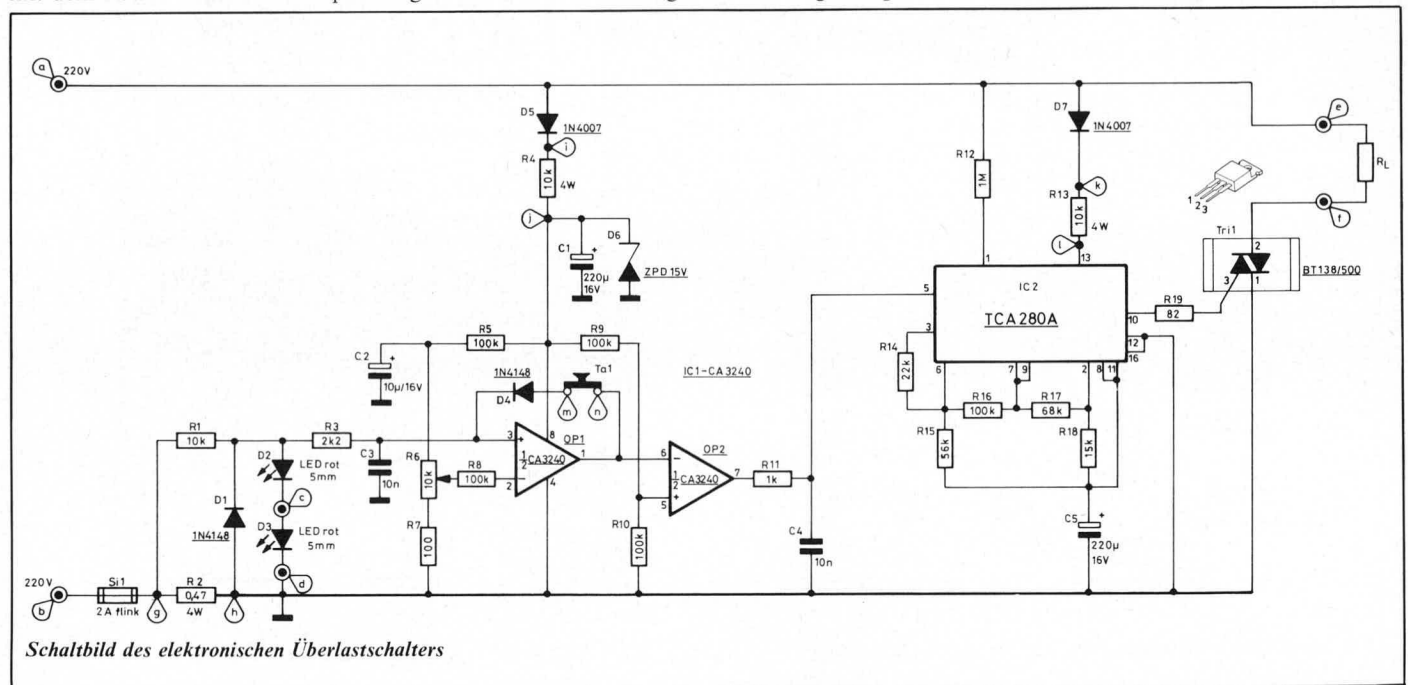 a
220V
D5
1N4007
i
R4
10k
4W
j
C1
+
220µ
16V
D6
ZPD 15V
R12
1M
D7
1N4007
k
R13
10k
4W
l
e
RL
f
1
2
3
Tri1
2
3
1
BT138/500
1
13
5
IC 2
TCA 280A
3
10
12
16
6
7
9
2
8
11
R19
82
R14
22k
R16
100k
R17
68k
R15
56k
R18
15k
C5
+
220µ
16V
R5
100k
R9
100k
C2
+
10µ/16V
1N4148
D4
Ta1
m
n
IC1-CA 3240
R1
10k
D2
LED rot
5mm
c
D3
LED rot
5mm
d
R3
2k2
C3
10n
R6
10k
R8
100k
R7
100
3
+
8
OP1
½
CA3240
1
2
−
4
6
−
OP2
½
CA3240
7
5
+
R10
100k
R11
1k
C4
10n
D1
1N4148
220V
b
Si1
2A flink
g
R2
0,47
4W
h
Schaltbild des elektronischen Überlastschalters